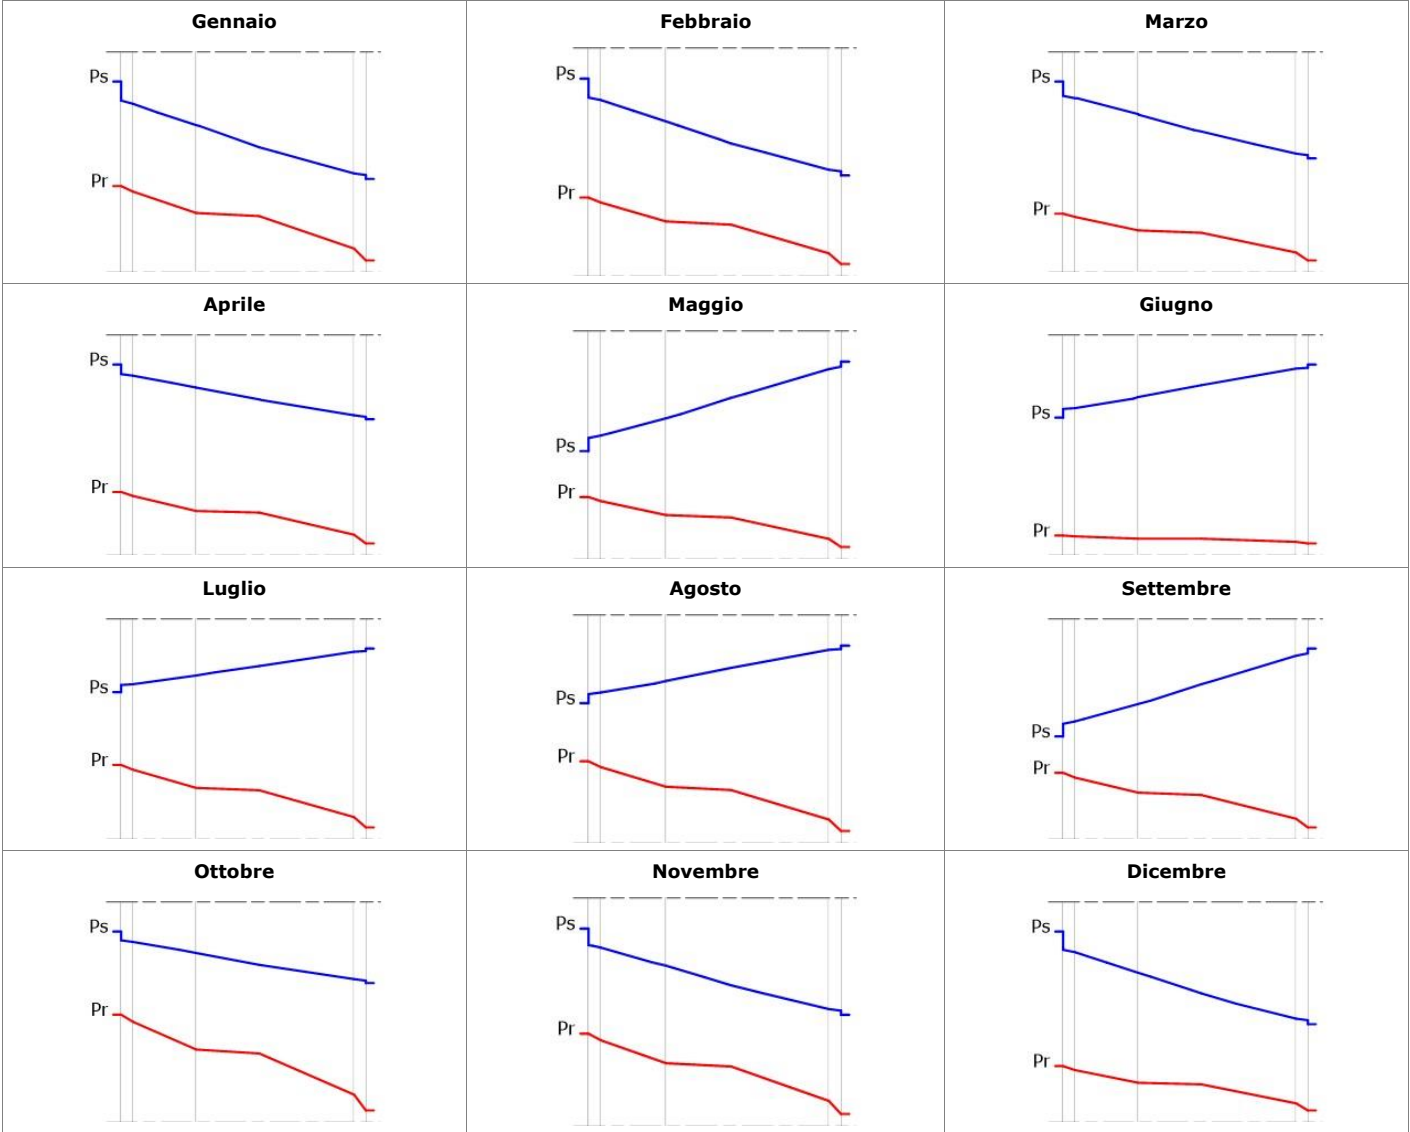 Gennaio
Febbraio
Marzo
Ps
Pr
Ps
Pr
Ps
Pr
Aprile
Maggio
Giugno
Ps
Pr
Ps
Pr
Ps
Pr
Luglio
Agosto
Settembre
Ps
Pr
Ps
Pr
Ps
Pr
Ottobre
Novembre
Dicembre
Ps
Pr
Ps
Pr
Ps
Pr